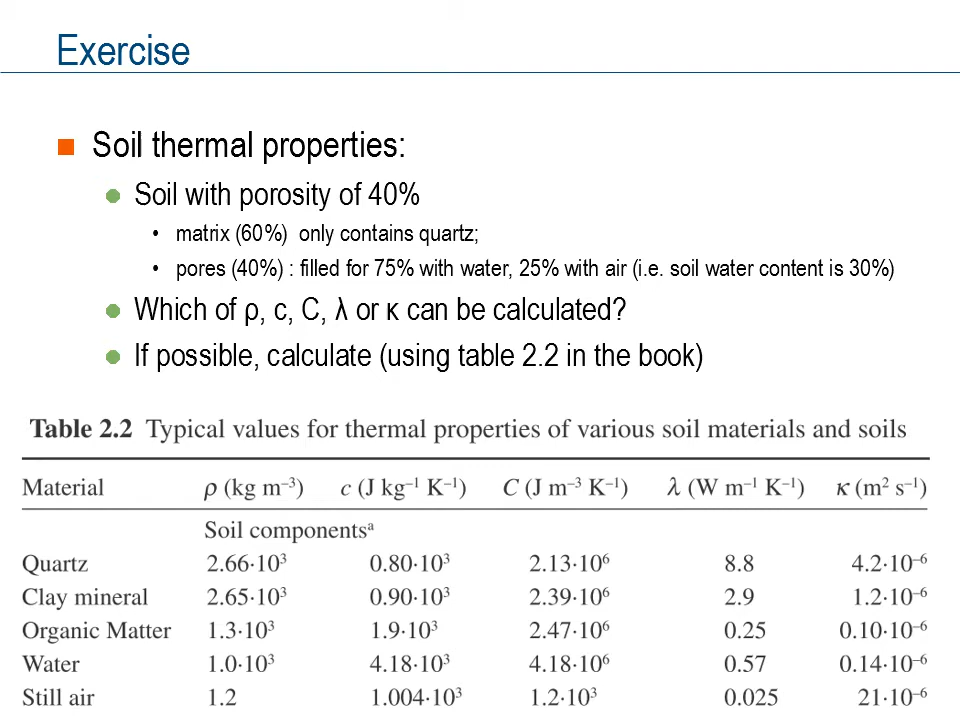 Exercise
Soil thermal properties:
Soil with porosity of 40%
• matrix (60%) only contains quartz;
• pores (40%) : filled for 75% with water, 25% with air (i.e. soil water content is 30%)
Which of ρ, c, C, λ or κ can be calculated?
If possible, calculate (using table 2.2 in the book)
Table 2.2 Typical values for thermal properties of various soil materials and soils
Material ρ (kg m⁻³) c (J kg⁻¹ K⁻¹) C (J m⁻³ K⁻¹) λ (W m⁻¹ K⁻¹) κ (m² s⁻¹)
Soil componentsᵃ
Quartz 2.66·10³ 0.80·10³ 2.13·10⁶ 8.8 4.2·10⁻⁶
Clay mineral 2.65·10³ 0.90·10³ 2.39·10⁶ 2.9 1.2·10⁻⁶
Organic Matter 1.3·10³ 1.9·10³ 2.47·10⁶ 0.25 0.10·10⁻⁶
Water 1.0·10³ 4.18·10³ 4.18·10⁶ 0.57 0.14·10⁻⁶
Still air 1.2 1.004·10³ 1.2·10³ 0.025 21·10⁻⁶